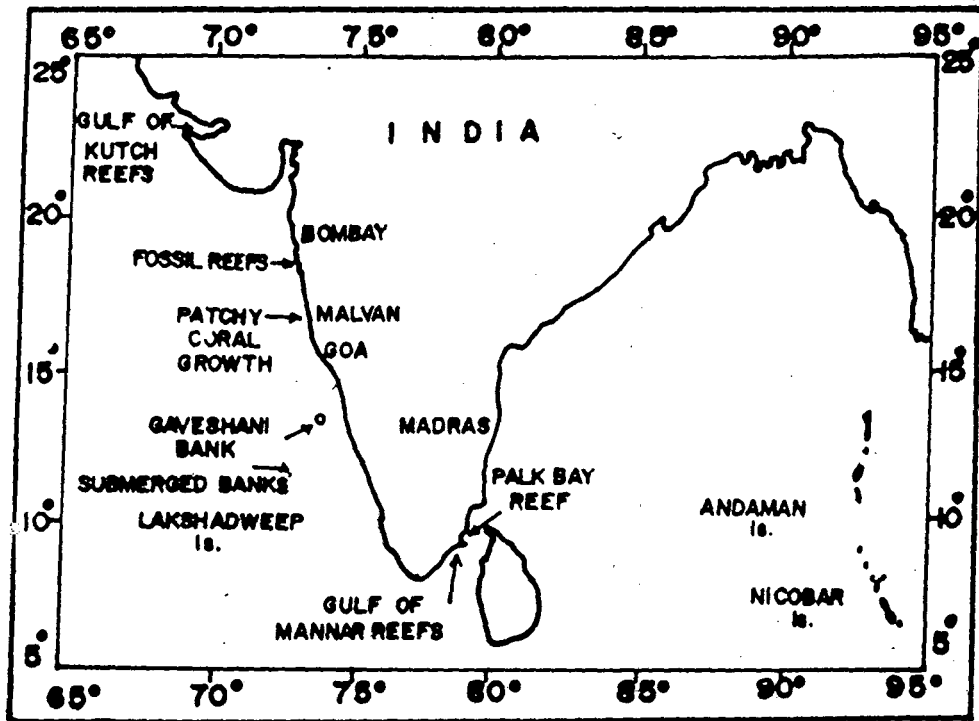 65° 70° 75° 80° 85° 90° 95°
25° 25°
GULF OF
KUTCH
REEFS
INDIA
20° 20°
BOMBAY
FOSSIL REEFS
PATCHY
CORAL
GROWTH
MALVAN
GOA
15° 15°
GAVESHANI
BANK
MADRAS
SUBMERGED BANKS
PALK BAY
REEF
LAKSHADWEEP
Is.
10° 10°
ANDAMAN
Is.
GULF OF
MANNAR REEFS
NICOBAR
Is.
5° 5°
65° 70° 75° 80° 85° 90° 95°